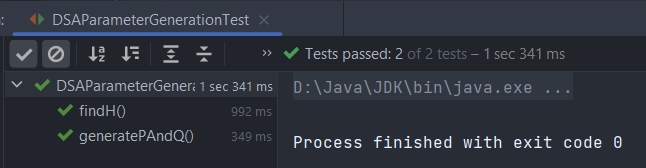 : DSAParameterGenerationTest ×
» Tests passed: 2 of 2 tests – 1 sec 341 ms
DSAParameterGenera 1 sec 341 ms
findH() 992 ms
generatePAndQ() 349 ms
D:\Java\JDK\bin\java.exe ...
Process finished with exit code 0